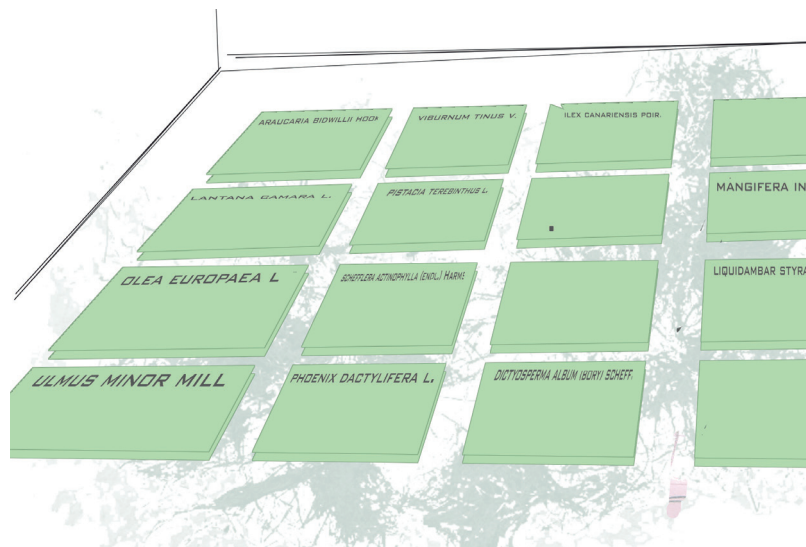 ARAUCARIA BIDWILLII HOOK
VIBURNUM TINUS V.
ILEX CANARIENSIS POIR.
LANTANA CAMARA L.
PISTACIA TEREBINTHUS L.
MANGIFERA IN
OLEA EUROPAEA L
SCHEFFLERA ACTINOPHYLLA (ENDL.) HARMS
LIQUIDAMBAR STYRA
ULMUS MINOR MILL
PHOENIX DACTYLIFERA L.
DICTYOSPERMA ALBUM (BORY) SCHEFF.